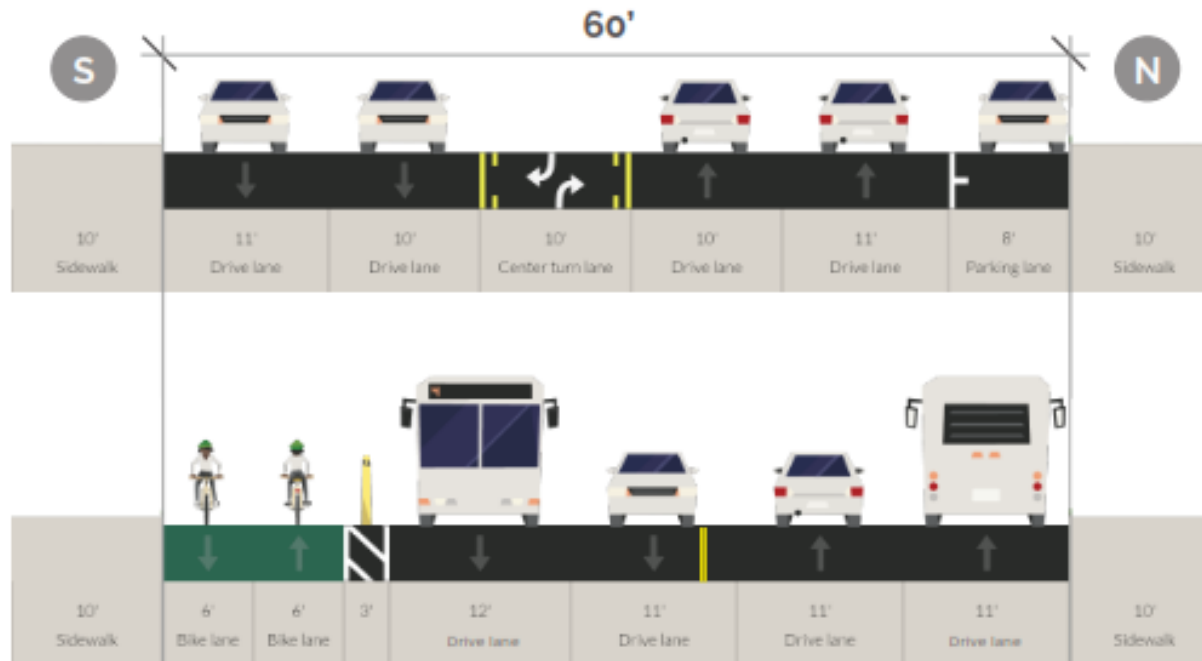 60'
S
N
10' 11' 10' 10' 10' 11' 8' 10'
Sidewalk Drive lane Drive lane Center turn lane Drive lane Drive lane Parking lane Sidewalk
10' 6' 6' 3' 12' 11' 11' 11' 10'
Sidewalk Bike lane Bike lane Drive lane Drive lane Drive lane Drive lane Sidewalk